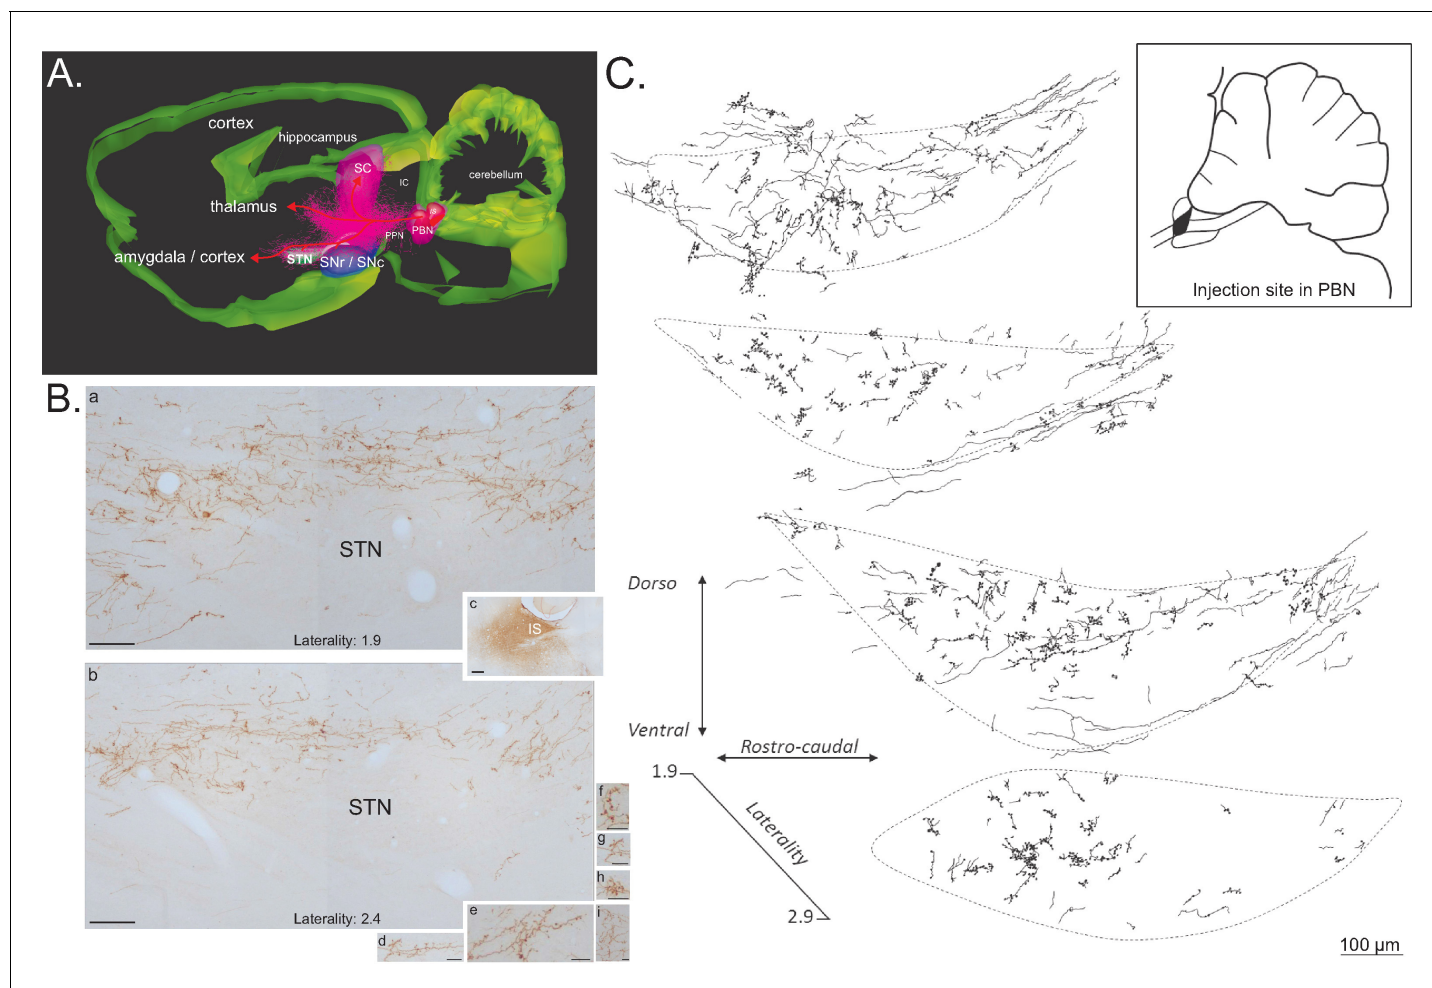 A.
cortex
hippocampus
SC
IC
cerebellum
thalamus
PPN
PBN
amygdala / cortex
STN
SNr / SNc
B.
a
STN
Laterality: 1.9
c
IS
b
STN
Laterality: 2.4
d
e
f
g
h
i
C.
Injection site in PBN
Dorso
Ventral
Rostro-caudal
1.9
Laterality
2.9
100 µm